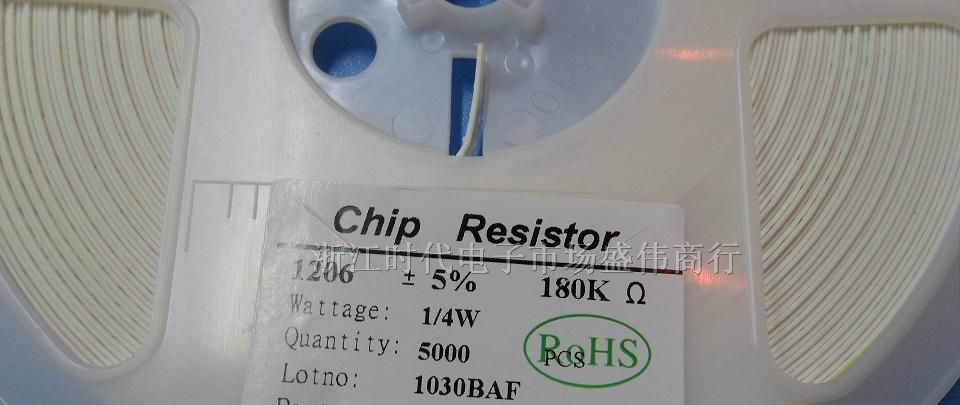 Chip Resistor
浙江时代电子市场盛伟商行
1206 ± 5% 180K Ω
Wattage: 1/4W
Quantity: 5000 PCS
RoHS
Lotno: 1030BAF